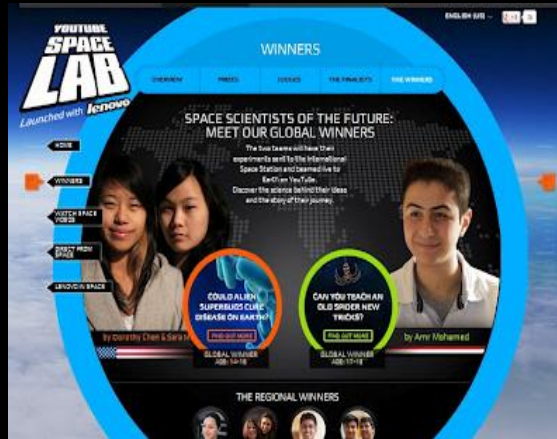 YOUTUBE
SPACE
LAB
Launched with lenovo
ENGLISH (US)
WINNERS
OVERVIEW
PRIZES
JUDGES
THE FINALISTS
THE WINNERS
SPACE SCIENTISTS OF THE FUTURE:
MEET OUR GLOBAL WINNERS
The two teams will have their
experiments sent to the International
Space Station and beamed live to
Earth on YouTube.
Discover the science behind their ideas
and the story of their journey.
HOME
WINNERS
WATCH SPACE
VIDEOS
DIRECT FROM
SPACE
LENOVO IN SPACE
COULD ALIEN
SUPERBUGS CURE
DISEASE ON EARTH?
FIND OUT MORE
by Dorothy Chen & Sara
GLOBAL WINNER
AGE: 14-16
CAN YOU TEACH AN
OLD SPIDER NEW
TRICKS?
FIND OUT MORE
by Amr Mohamed
GLOBAL WINNER
AGE: 17-18
THE REGIONAL WINNERS